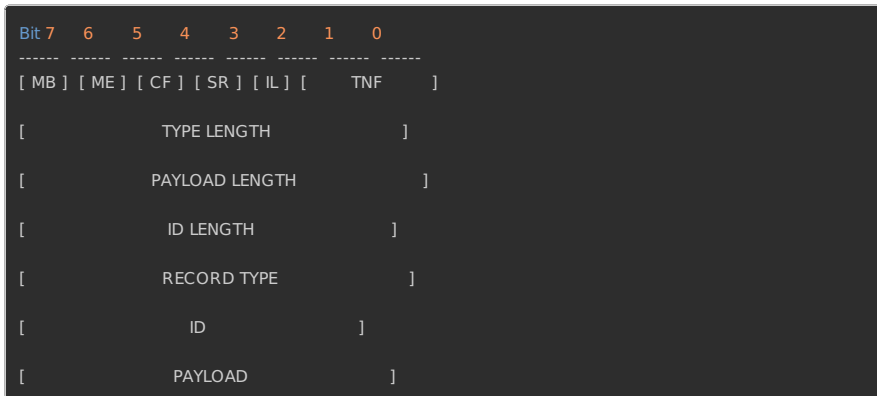 Bit 7 6 5 4 3 2 1 0
------ ------ ------ ------ ------ ------ ------ ------
[ MB ] [ ME ] [ CF ] [ SR ] [ IL ] [ TNF ]
[ TYPE LENGTH ]
[ PAYLOAD LENGTH ]
[ ID LENGTH ]
[ RECORD TYPE ]
[ ID ]
[ PAYLOAD ]